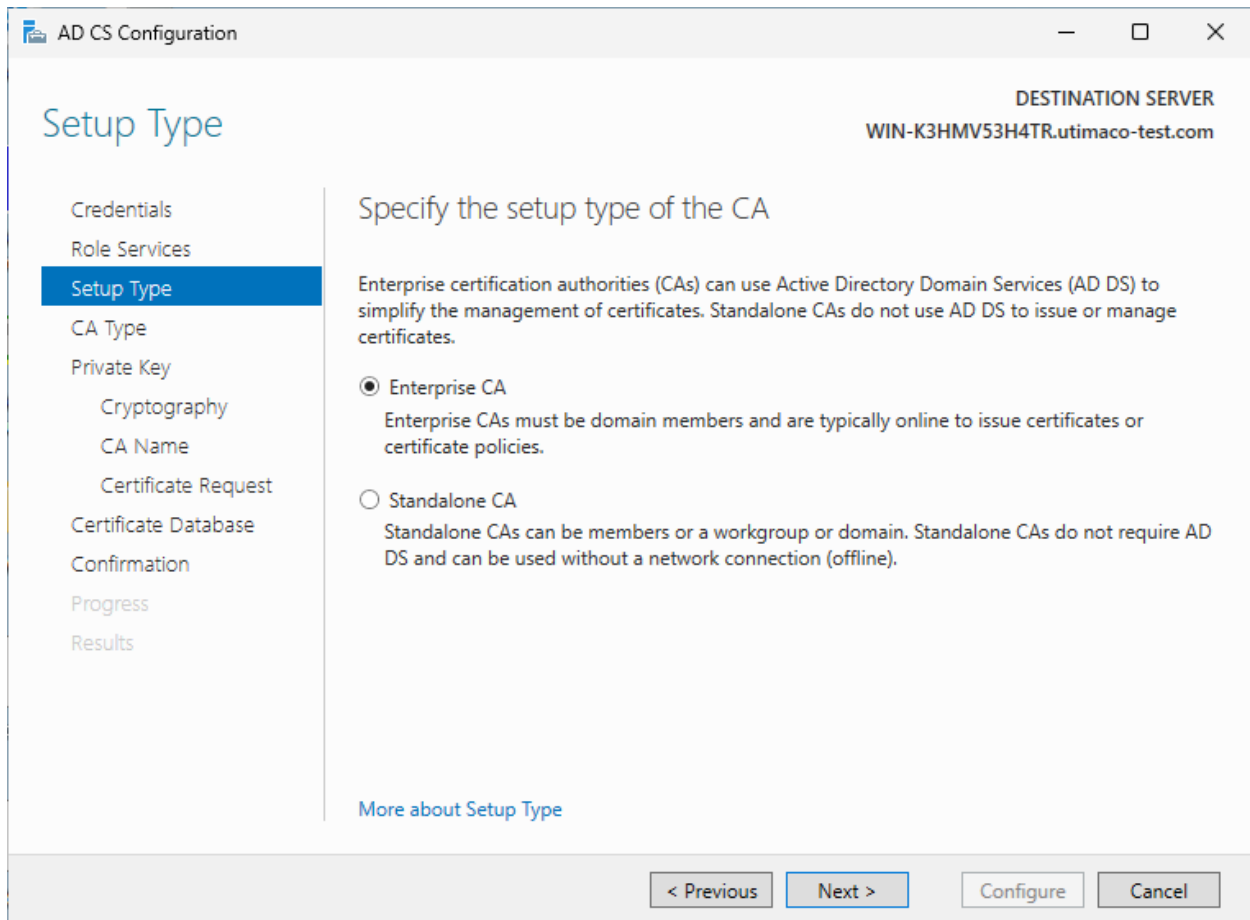 AD CS Configuration
DESTINATION SERVER
WIN-K3HMV53H4TR.utimaco-test.com
Setup Type
Credentials
Role Services
Setup Type
CA Type
Private Key
Cryptography
CA Name
Certificate Request
Certificate Database
Confirmation
Progress
Results
Specify the setup type of the CA
Enterprise certification authorities (CAs) can use Active Directory Domain Services (AD DS) to
simplify the management of certificates. Standalone CAs do not use AD DS to issue or manage
certificates.
Enterprise CA
Enterprise CAs must be domain members and are typically online to issue certificates or
certificate policies.
Standalone CA
Standalone CAs can be members or a workgroup or domain. Standalone CAs do not require AD
DS and can be used without a network connection (offline).
More about Setup Type
< Previous
Next >
Configure
Cancel